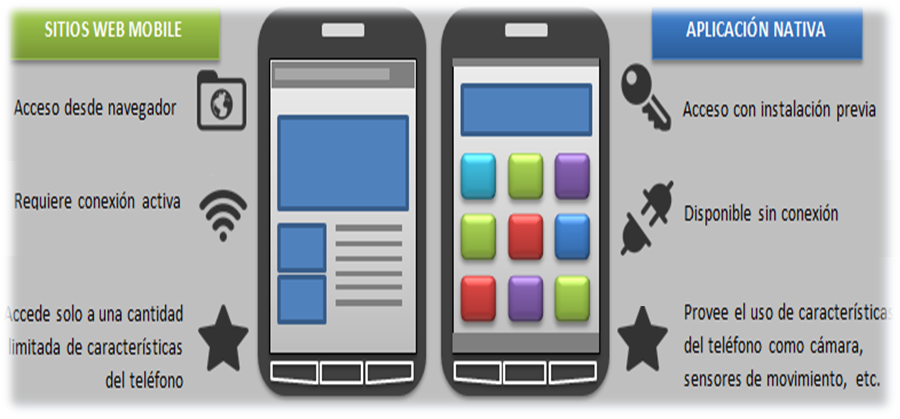 SITIOS WEB MOBILE
Acceso desde navegador
Requiere conexión activa
Accede solo a una cantidad
limitada de características
del teléfono
APLICACIÓN NATIVA
Acceso con instalación previa
Disponible sin conexión
Provee el uso de características
del teléfono como cámara,
sensores de movimiento, etc.